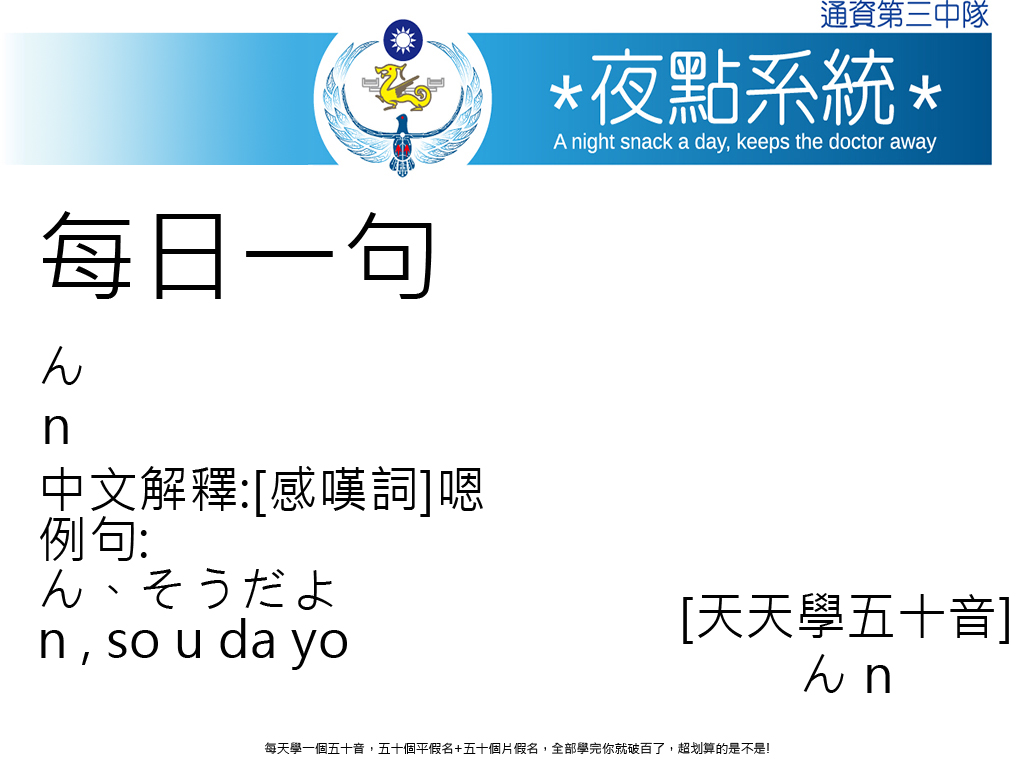 通資第三中隊
*夜點系統*
A night snack a day, keeps the doctor away
每日一句
ん
n
中文解釋:[感嘆詞]嗯
例句:
ん、そうだよ
n , so u da yo
[天天學五十音]
ん n
每天學一個五十音，五十個平假名+五十個片假名，全部學完你就破百了，超划算的是不是!